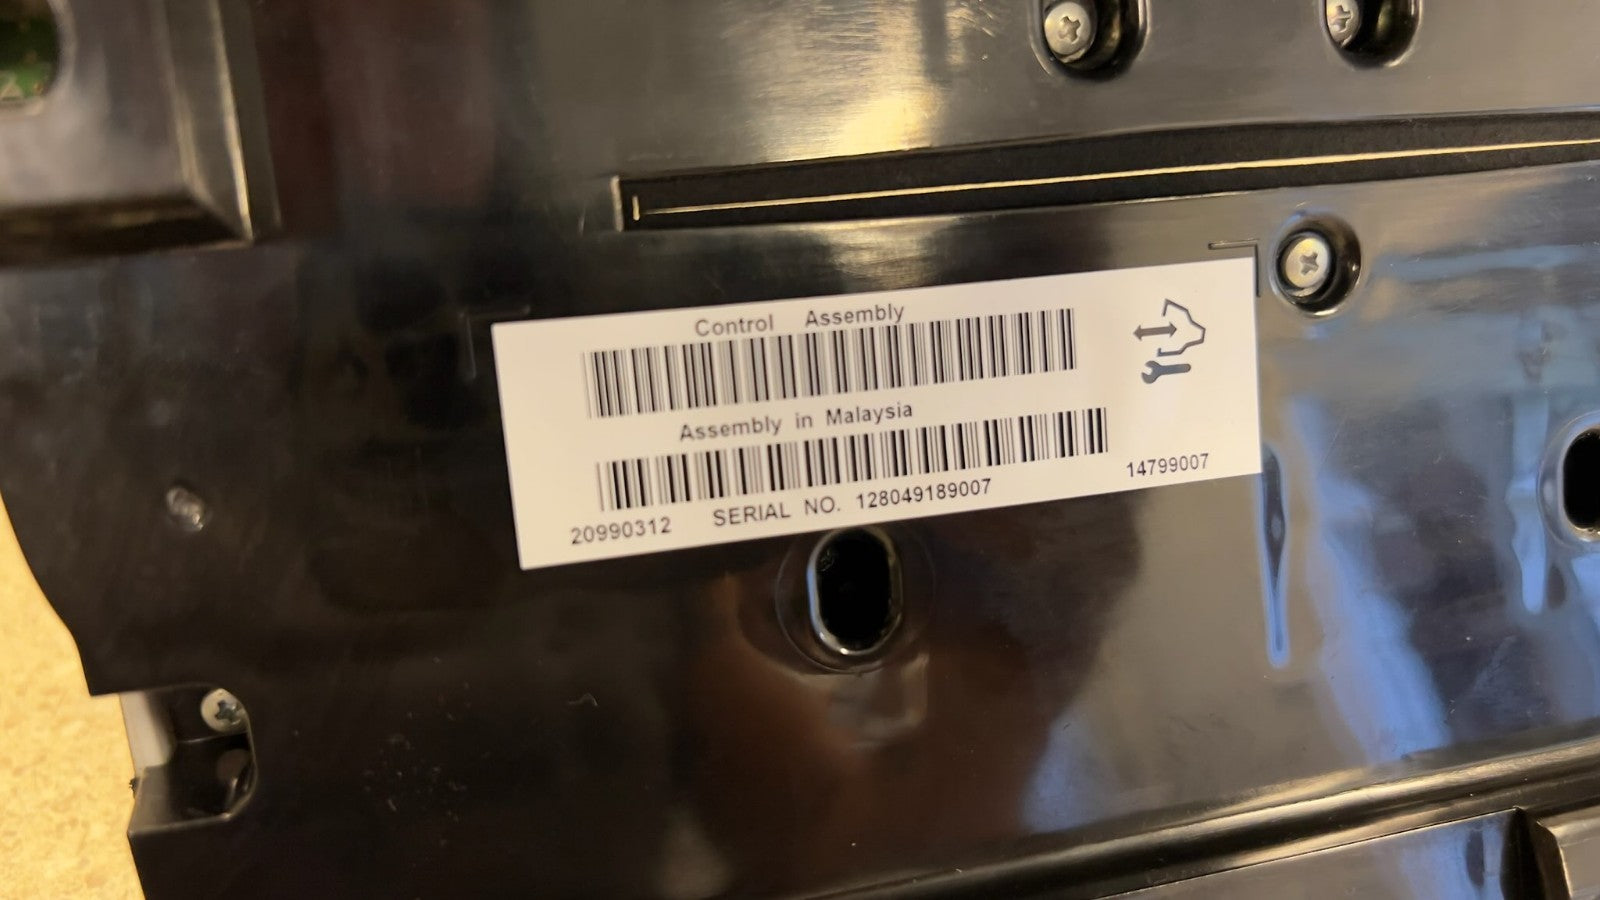 Control Assembly
Assembly in Malaysia
20990312 SERIAL NO. 128049189007 14799007